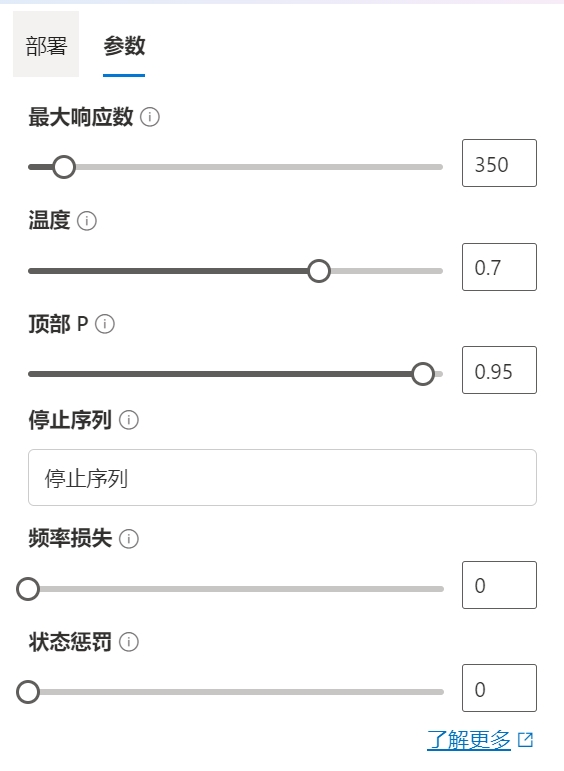 部署 参数
最大响应数
350
温度
0.7
顶部 P
0.95
停止序列
停止序列
频率损失
0
状态惩罚
0
了解更多